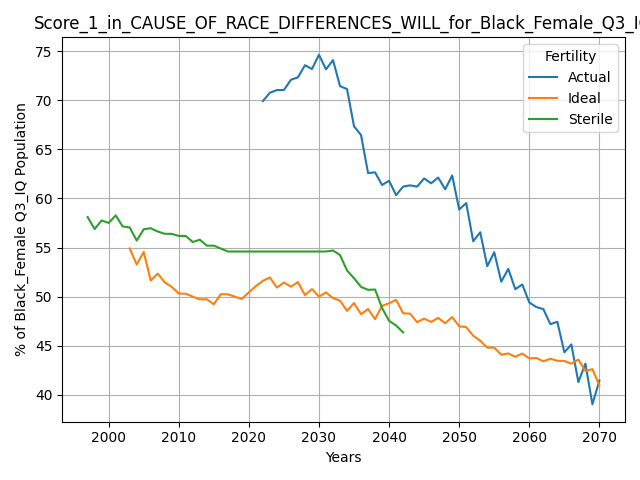 Score_1_in_CAUSE_OF_RACE_DIFFERENCES_WILL_for_Black_Female_Q3_IQ
% of Black_Female Q3_IQ Population
75
70
65
60
55
50
45
40
Fertility
Actual
Ideal
Sterile
2000 2010 2020 2030 2040 2050 2060 2070
Years